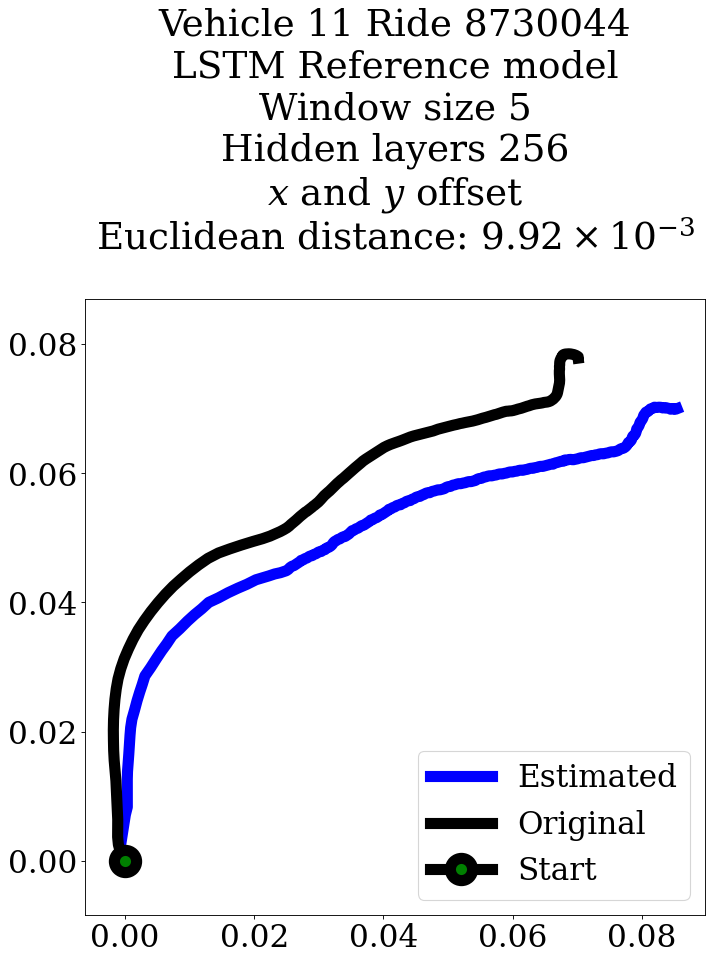 Vehicle 11 Ride 8730044
LSTM Reference model
Window size 5
Hidden layers 256
x and y offset
Euclidean distance: 9.92 × 10⁻³
0.08
0.06
0.04
0.02
0.00
Estimated
Original
Start
0.00 0.02 0.04 0.06 0.08